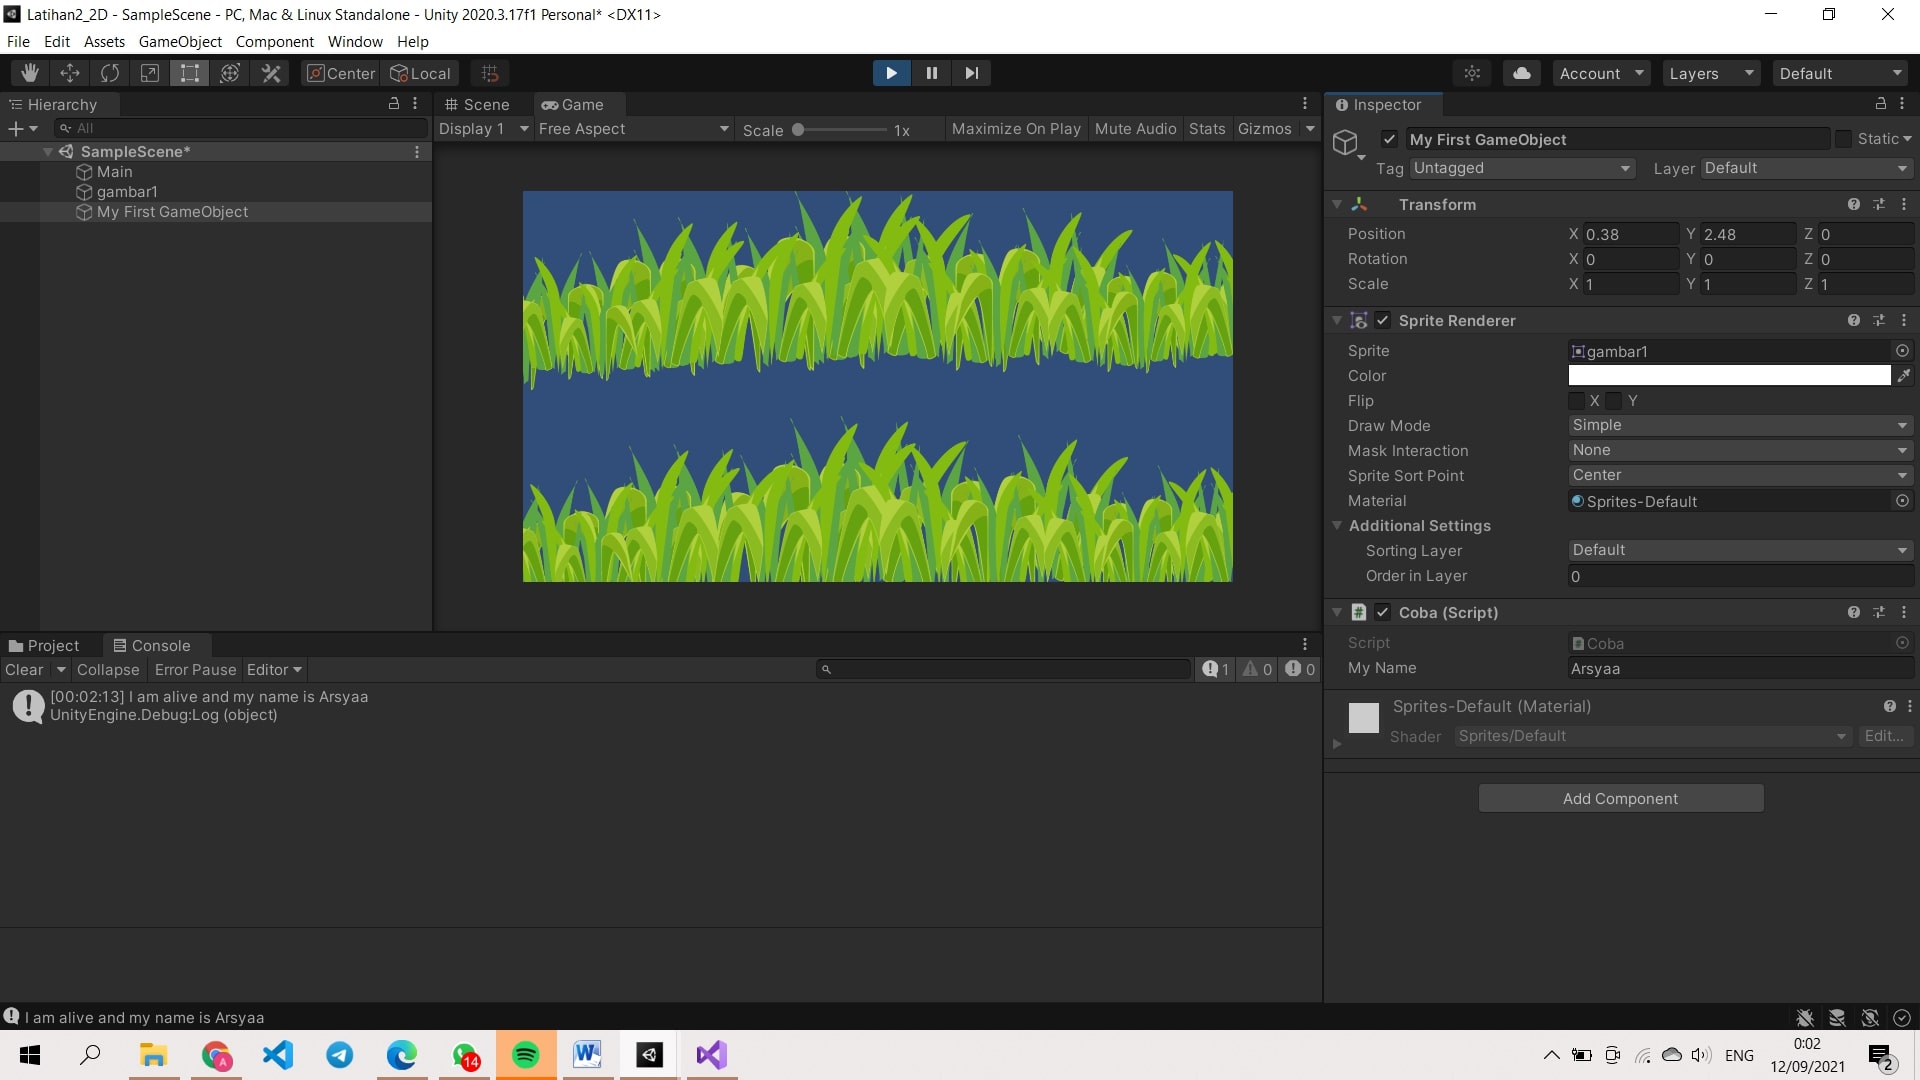 Latihan2_2D - SampleScene - PC, Mac & Linux Standalone - Unity 2020.3.17f1 Personal* <DX11>
File Edit Assets GameObject Component Window Help
Center Local Account Layers Default
Hierarchy
All
SampleScene*
Main
gambar1
My First GameObject
Scene Game
Display 1 Free Aspect Scale 1x Maximize On Play Mute Audio Stats Gizmos
Inspector
My First GameObject Static
Tag Untagged Layer Default
Transform
Position X 0.38 Y 2.48 Z 0
Rotation X 0 Y 0 Z 0
Scale X 1 Y 1 Z 1
Sprite Renderer
Sprite gambar1
Color
Flip X Y
Draw Mode Simple
Mask Interaction None
Sprite Sort Point Center
Material Sprites-Default
Additional Settings
Sorting Layer Default
Order in Layer 0
Coba (Script)
Script Coba
My Name Arsyaa
Sprites-Default (Material)
Shader Sprites/Default Edit...
Add Component
Project Console
Clear Collapse Error Pause Editor 1 0 0
[00:02:13] I am alive and my name is Arsyaa
UnityEngine.Debug:Log (object)
I am alive and my name is Arsyaa
A 14 W ENG 0:02
12/09/2021 2